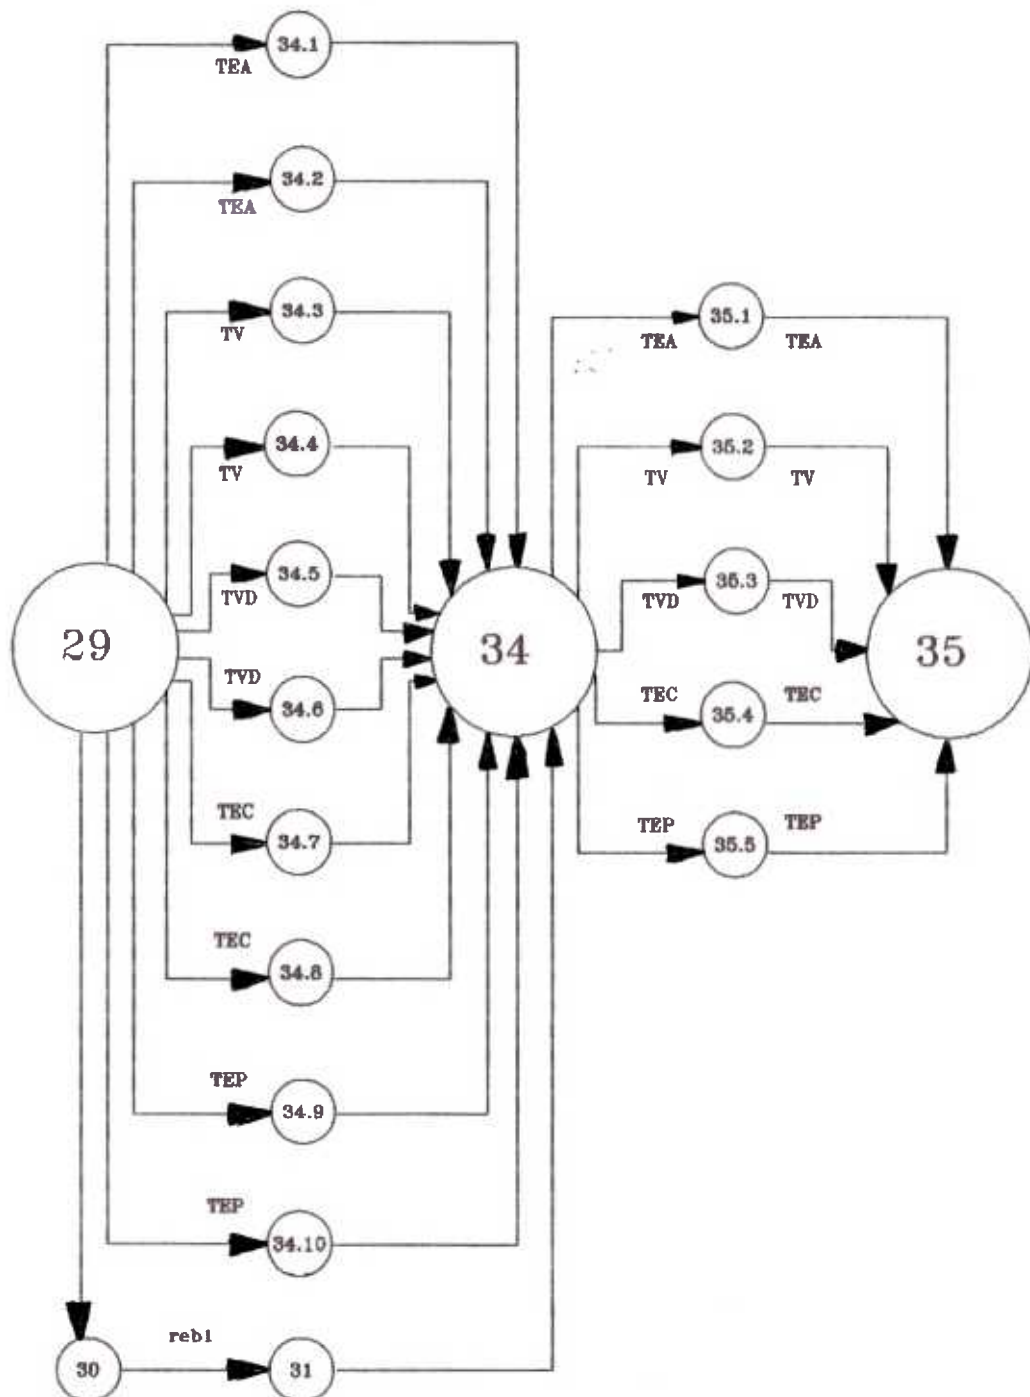 34.1
TEA
34.2
TEA
34.3
TV
35.1
TEA TEA
34.4
TV
35.2
TV TV
34.5
TVD
35.3
TVD TVD
29
34
35
TVD
34.6
TEC TEC
35.4
TEC
34.7
TEP TEP
35.5
TEC
34.8
TEP
34.9
TEP
34.10
reb1
30
31